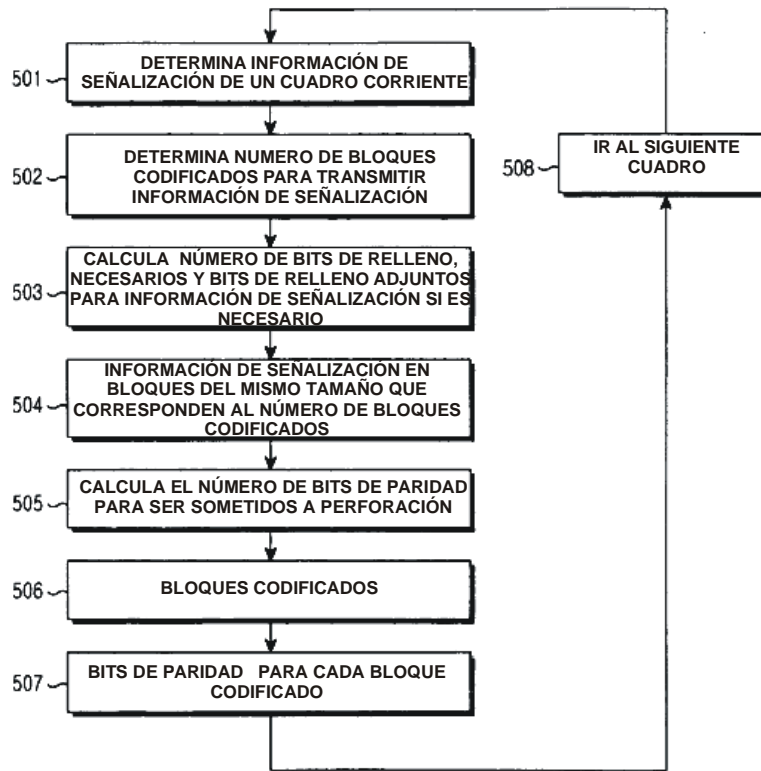 501
DETERMINA INFORMACIÓN DE
SEÑALIZACIÓN DE UN CUADRO CORRIENTE
502
DETERMINA NUMERO DE BLOQUES
CODIFICADOS PARA TRANSMITIR
INFORMACIÓN DE SEÑALIZACIÓN
503
CALCULA NÚMERO DE BITS DE RELLENO,
NECESARIOS Y BITS DE RELLENO ADJUNTOS
PARA INFORMACIÓN DE SEÑALIZACIÓN SI ES
NECESARIO
504
INFORMACIÓN DE SEÑALIZACIÓN EN
BLOQUES DEL MISMO TAMAÑO QUE
CORRESPONDEN AL NÚMERO DE BLOQUES
CODIFICADOS
505
CALCULA EL NÚMERO DE BITS DE PARIDAD
PARA SER SOMETIDOS A PERFORACIÓN
506
BLOQUES CODIFICADOS
507
BITS DE PARIDAD PARA CADA BLOQUE
CODIFICADO
508
IR AL SIGUIENTE
CUADRO